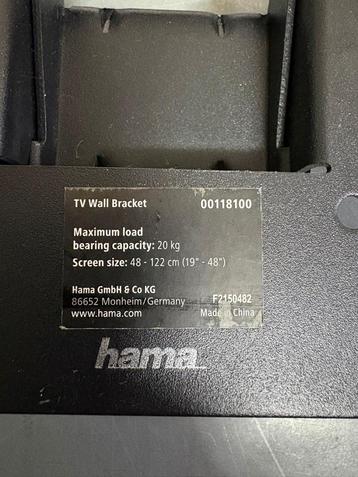 TV Wall Bracket 00118100
Maximum load
bearing capacity: 20 kg
Screen size: 48 - 122 cm (19" - 48")
Hama GmbH & Co KG
86652 Monheim/Germany F2150482
www.hama.com Made in China
hama